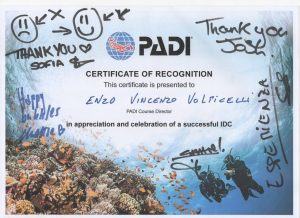 THANK YOU
SOFIA
PADI
Thank you
CERTIFICATE OF RECOGNITION
This certificate is presented to
ENZO VINCENZO VOLPICELLI
PADI Course Director
in appreciation and celebration of a successful IDC
Happy
bubbles
ESPERIENZA